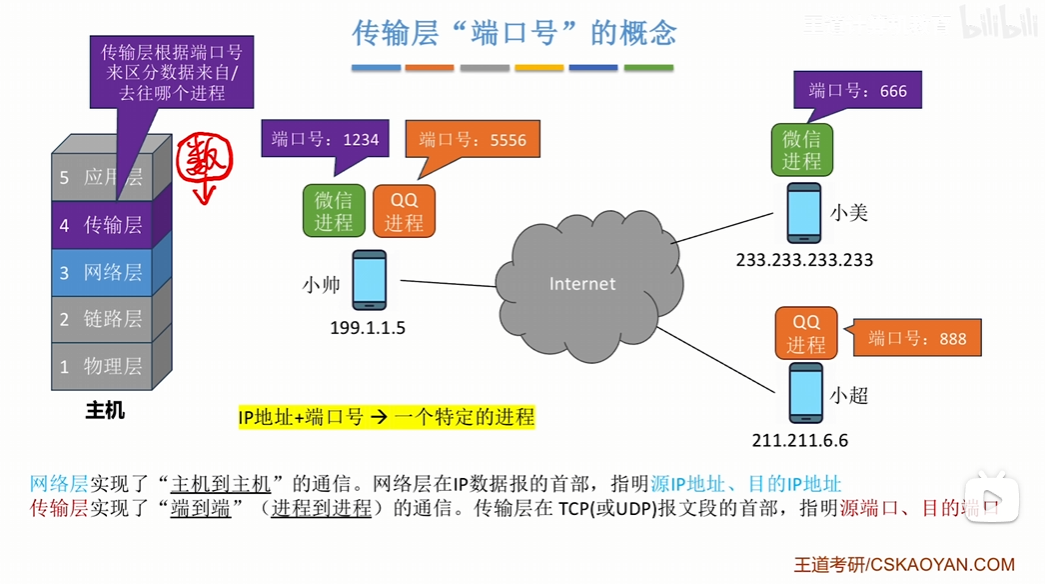 传输层“端口号”的概念
bilibili
传输层根据端口号
来区分数据来自/
去往哪个进程
端口号：1234
端口号：5556
端口号：666
数
5 应用层
4 传输层
3 网络层
2 链路层
1 物理层
主机
微信
进程
QQ
进程
小帅
199.1.1.5
Internet
微信
进程
小美
233.233.233.233
QQ
进程
端口号：888
小超
211.211.6.6
IP地址+端口号→一个特定的进程
网络层实现了“主机到主机”的通信。网络层在IP数据报的首部，指明源IP地址、目的IP地址
传输层实现了“端到端”（进程到进程）的通信。传输层在 TCP(或UDP)报文段的首部，指明源端口、目的端口
王道考研/CSKAOYAN.COM